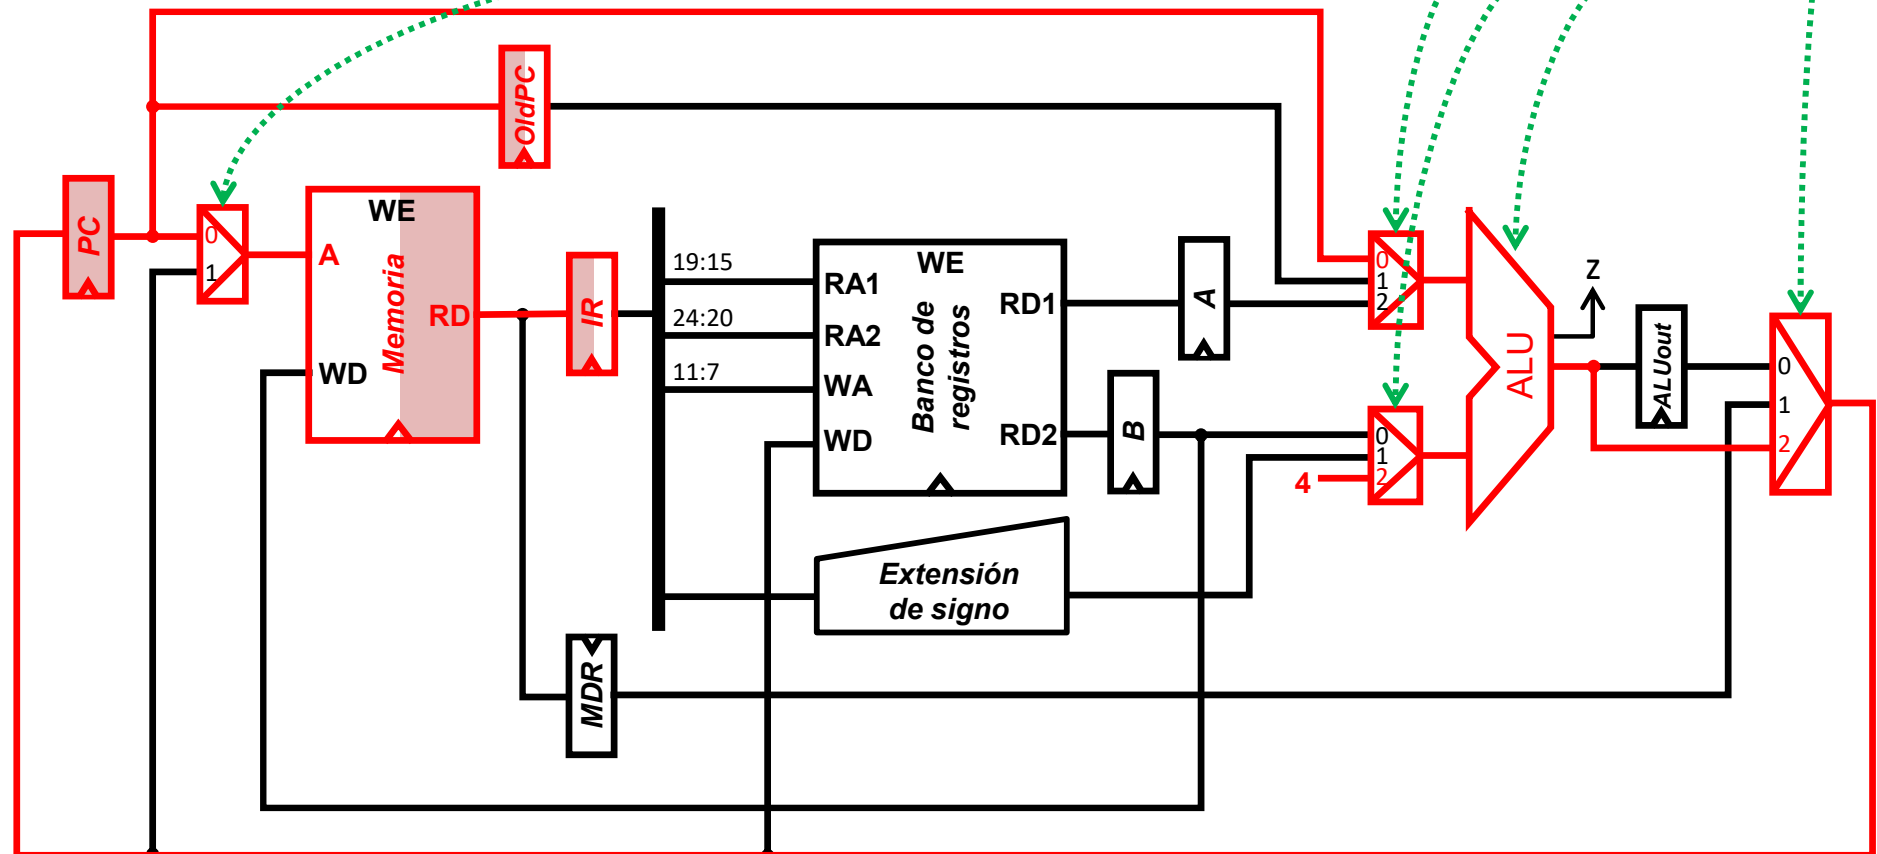 OldPC
PC
0
1
WE
A
Memoria
RD
WD
IR
19:15
24:20
11:7
WE
RA1
RA2
WA
WD
Banco de
registros
RD1
RD2
A
B
0
1
2
0
1
2
4
ALU
Z
ALUout
0
1
2
Extensión
de signo
MDR